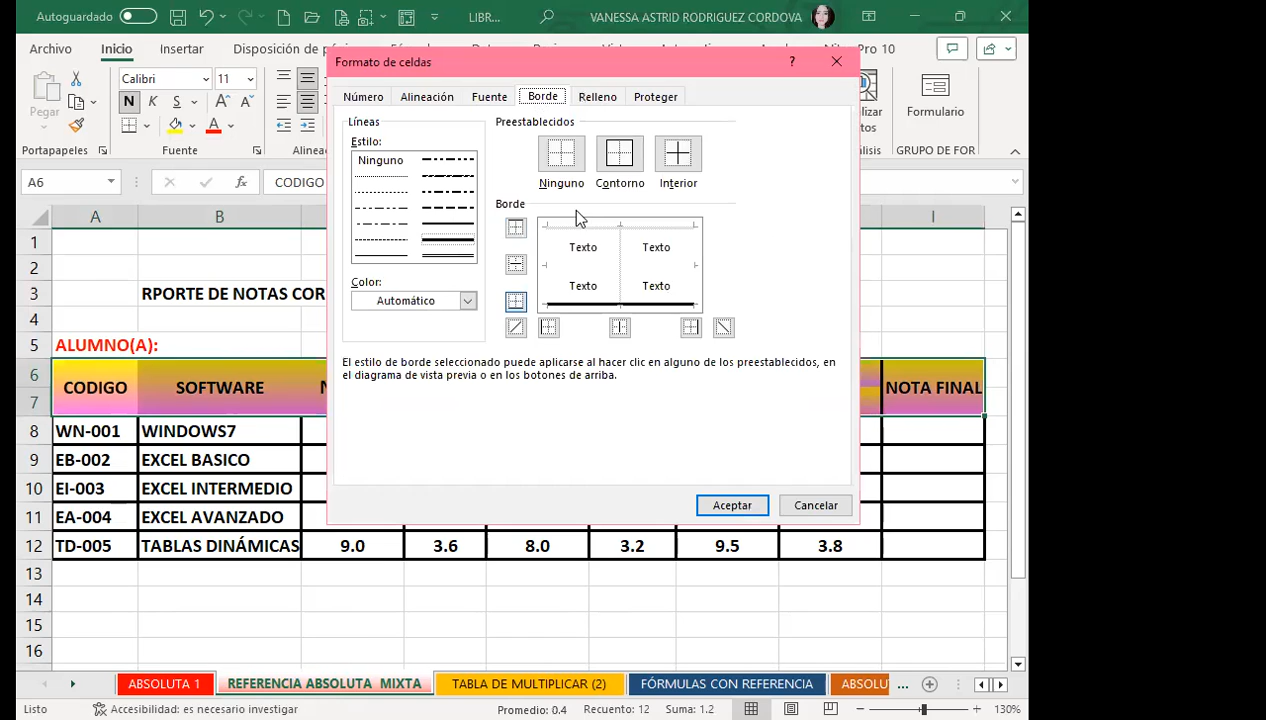 Autoguardado
LIBR...
VANESSA ASTRID RODRIGUEZ CORDOVA
Archivo
Inicio
Insertar
Disposición de
Nitro Pro 10
Formato de celdas
?
Pegar
Calibri
11
N
K
S
A
A
A
Formulario
Portapapeles
Fuente
GRUPO DE FOR
Número
Alineación
Fuente
Borde
Relleno
Proteger
Líneas
Estilo:
Ninguno
Color:
Automático
Preestablecidos
Ninguno
Contorno
Interior
Borde
Texto
Texto
Texto
Texto
El estilo de borde seleccionado puede aplicarse al hacer clic en alguno de los preestablecidos, en
el diagrama de vista previa o en los botones de arriba.
Aceptar
Cancelar
A6
fx
CODIGO
A
B
I
1
2
3
RPORTE DE NOTAS COR
4
5
ALUMNO(A):
6
7
CODIGO
SOFTWARE
NOTA FINAL
8
WN-001
WINDOWS7
9
EB-002
EXCEL BASICO
10
EI-003
EXCEL INTERMEDIO
11
EA-004
EXCEL AVANZADO
12
TD-005
TABLAS DINÁMICAS
9.0
3.6
8.0
3.2
9.5
3.8
13
14
15
16
ABSOLUTA 1
REFERENCIA ABSOLUTA MIXTA
TABLA DE MULTIPLICAR (2)
FÓRMULAS CON REFERENCIA
ABSOLU
...
Listo
Accesibilidad: es necesario investigar
Promedio: 0.4
Recuento: 12
Suma: 1.2
130%